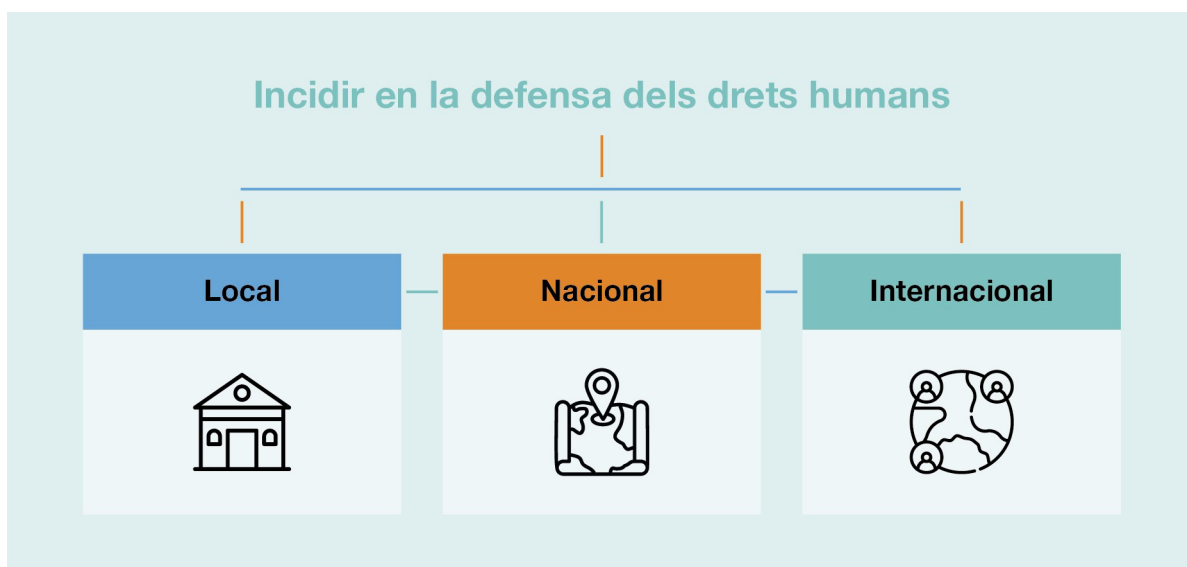 Incidir en la defensa dels drets humans
Local
Nacional
Internacional